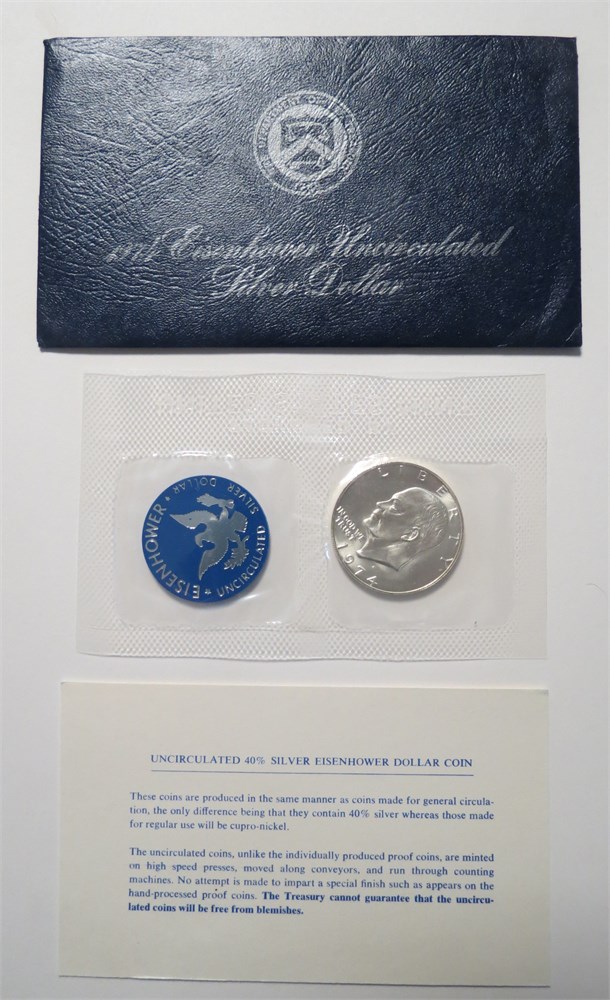 1971 Eisenhower Uncirculated
Silver Dollar
EISENHOWER
UNCIRCULATED SILVER DOLLAR
LIBERTY
IN GOD WE
TRUST
1974
UNCIRCULATED 40% SILVER EISENHOWER DOLLAR COIN
These coins are produced in the same manner as coins made for general circula-
tion, the only difference being that they contain 40% silver whereas those made
for regular use will be cupro-nickel.
The uncirculated coins, unlike the individually produced proof coins, are minted
on high speed presses, moved along conveyors, and run through counting
machines. No attempt is made to impart a special finish such as appears on the
hand-processed proof coins. The Treasury cannot guarantee that the uncircu-
lated coins will be free from blemishes.